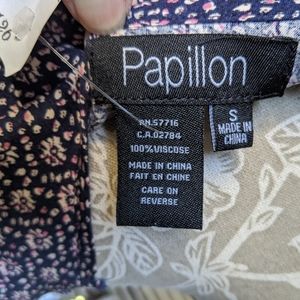 Papillon
RN.57716
C.A.02784
100%VISCOSE
MADE IN CHINA
FAIT EN CHINE
CARE ON
REVERSE
S
MADE IN
CHINA